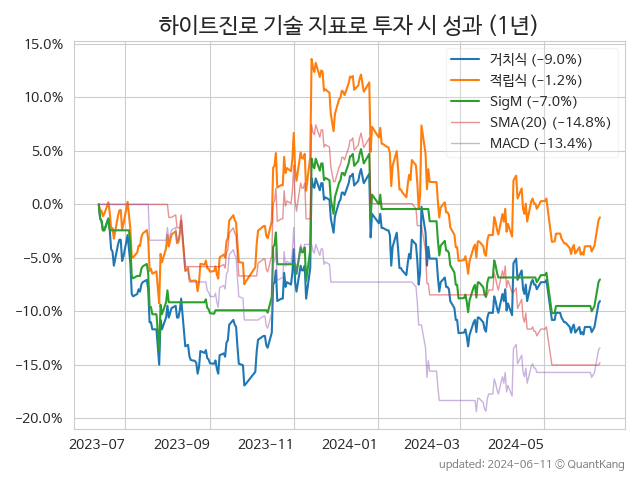 하이트진로 기술 지표로 투자 시 성과 (1년)
15.0%
10.0%
5.0%
0.0%
−5.0%
−10.0%
−15.0%
−20.0%
거치식 (−9.0%)
적립식 (−1.2%)
SigM (−7.0%)
SMA(20) (−14.8%)
MACD (−13.4%)
2023−07
2023−09
2023−11
2024−01
2024−03
2024−05
updated: 2024−06−11 ⓒ QuantKang